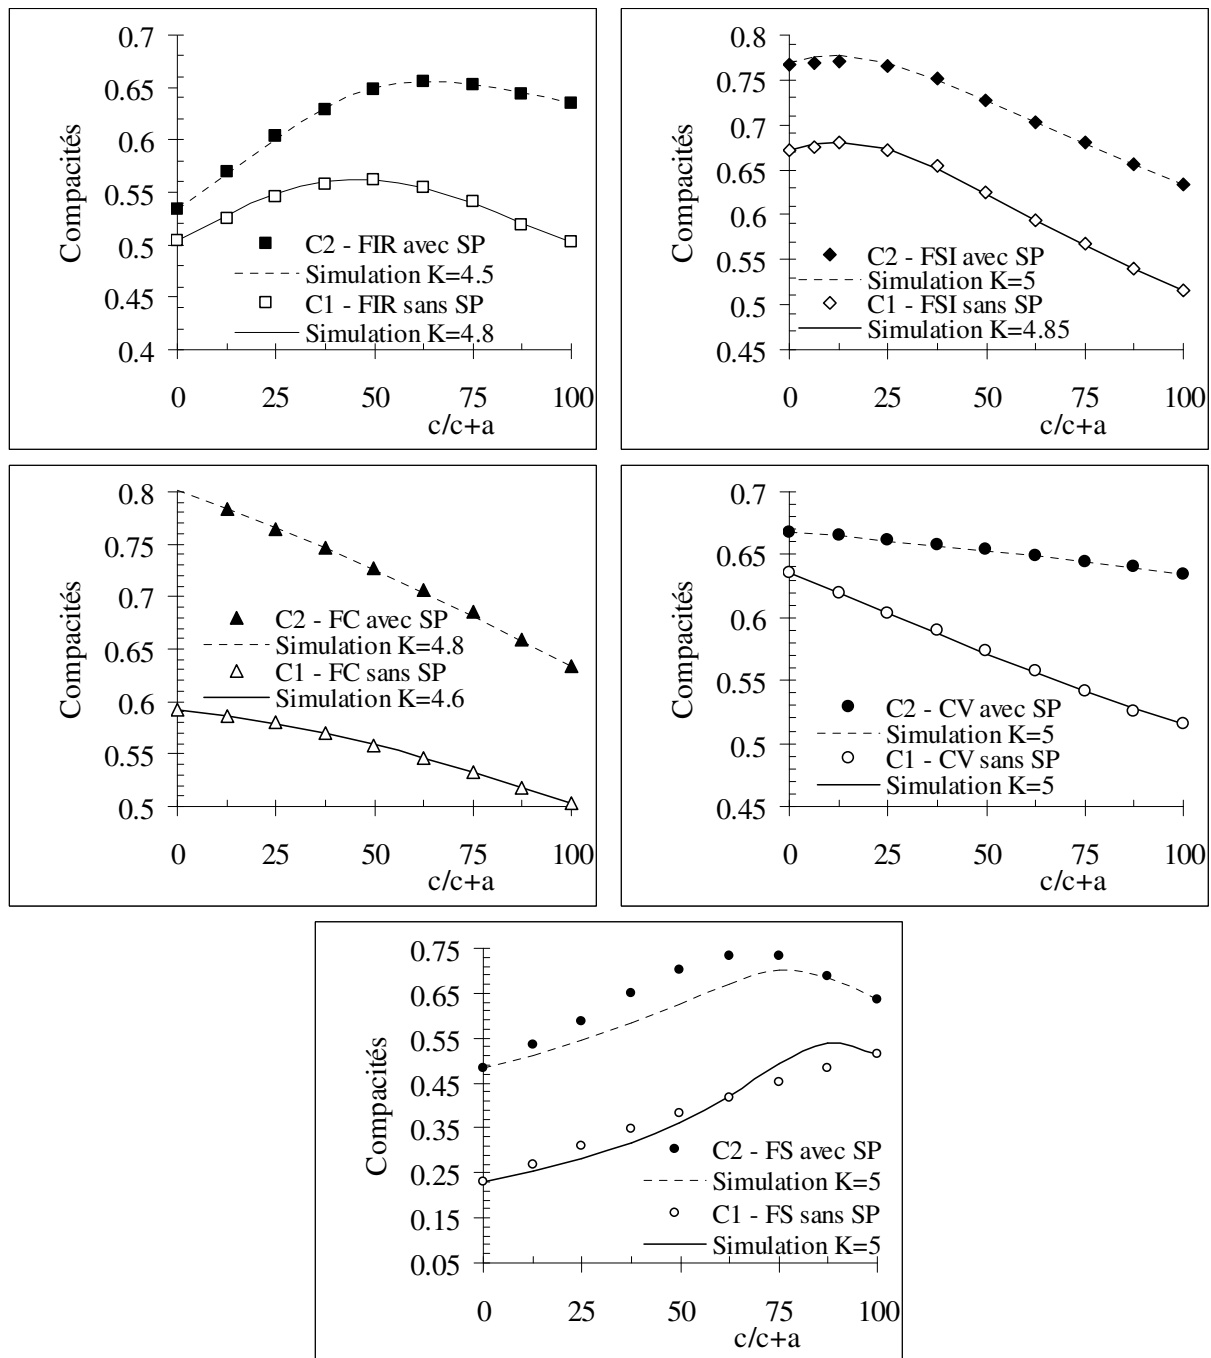 0.7
0.65
0.6
0.55
0.5
0.45
0.4
Compacités
C2 - FIR avec SP
Simulation K=4.5
C1 - FIR sans SP
Simulation K=4.8
0 25 50 75 100
c/c+a
0.8
0.75
0.7
0.65
0.6
0.55
0.5
0.45
Compacités
C2 - FSI avec SP
Simulation K=5
C1 - FSI sans SP
Simulation K=4.85
0 25 50 75 100
c/c+a
0.8
0.75
0.7
0.65
0.6
0.55
0.5
Compacités
C2 - FC avec SP
Simulation K=4.8
C1 - FC sans SP
Simulation K=4.6
0 25 50 75 100
c/c+a
0.7
0.65
0.6
0.55
0.5
0.45
Compacités
C2 - CV avec SP
Simulation K=5
C1 - CV sans SP
Simulation K=5
0 25 50 75 100
c/c+a
0.75
0.65
0.55
0.45
0.35
0.25
0.15
0.05
Compacités
C2 - FS avec SP
Simulation K=5
C1 - FS sans SP
Simulation K=5
0 25 50 75 100
c/c+a